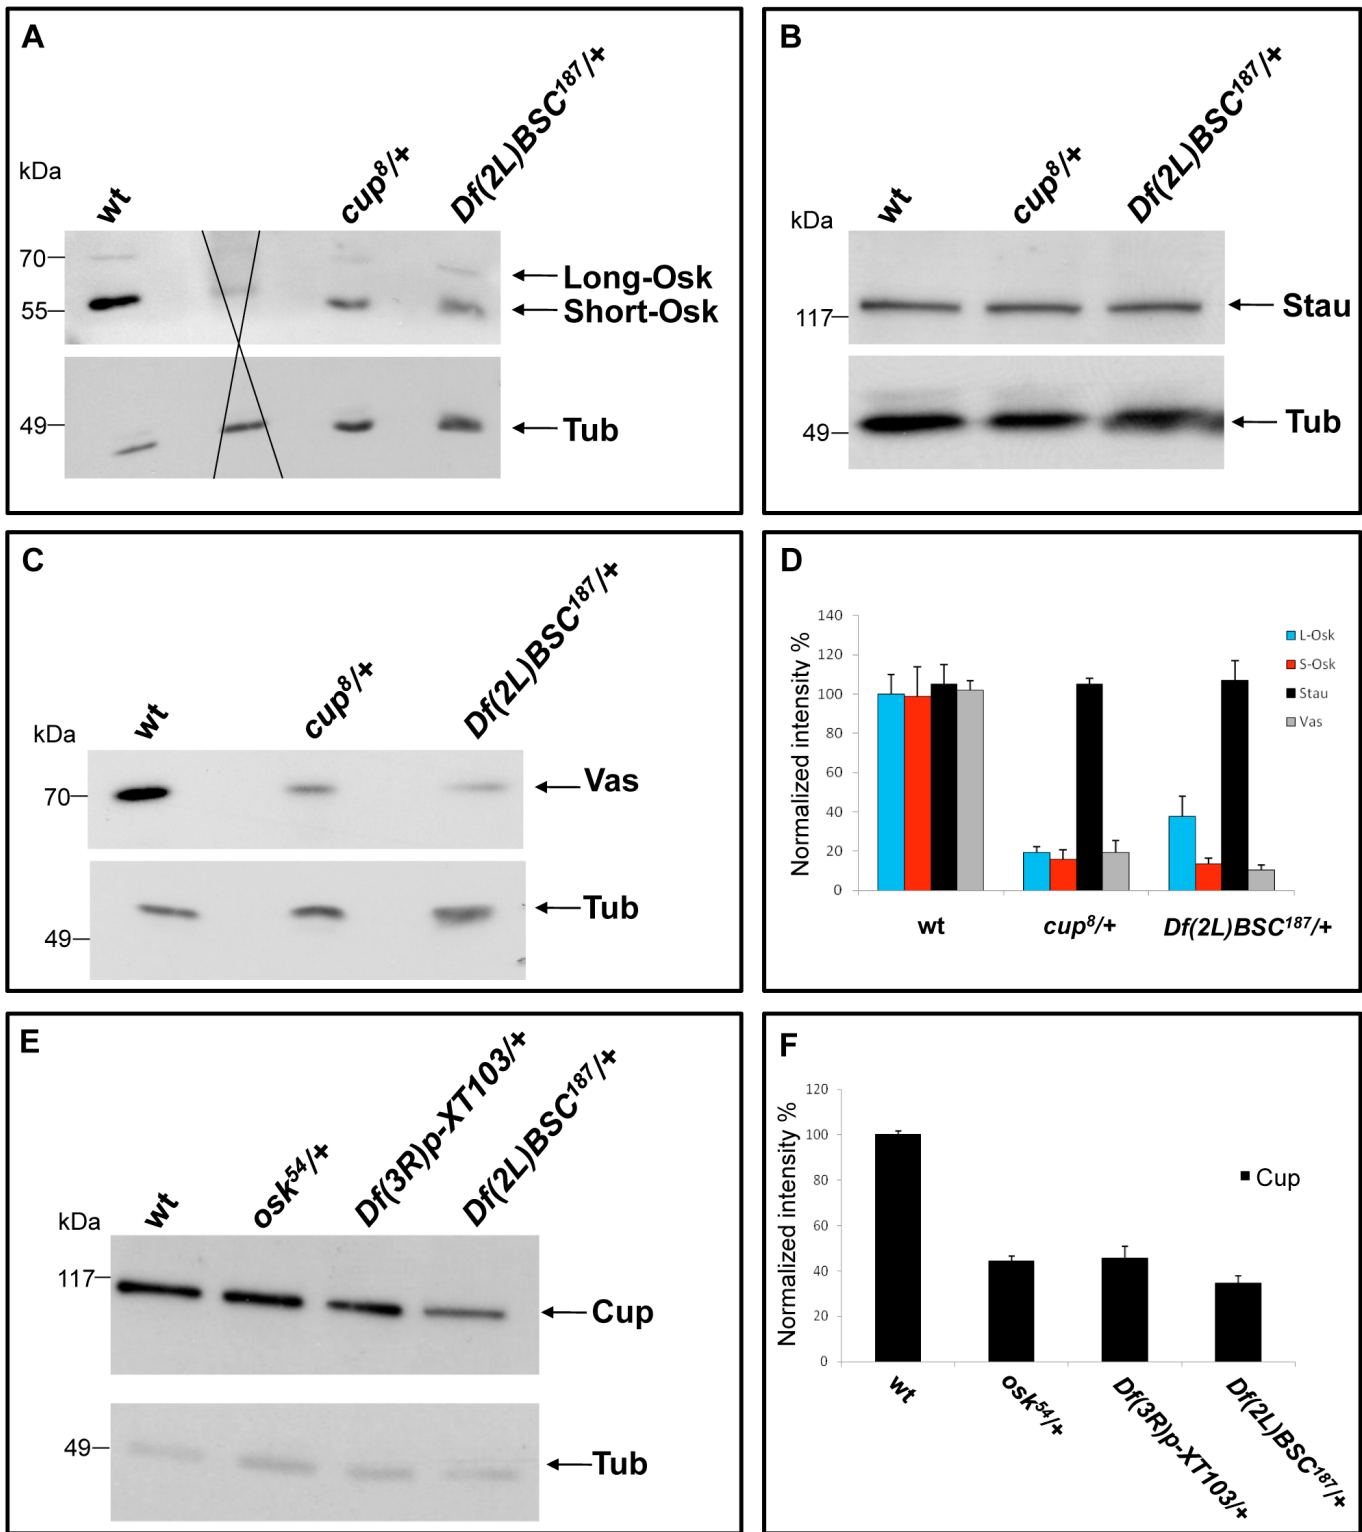 A
kDa
wt
cup8/+
Df(2L)BSC187/+
70
55
Long-Osk
Short-Osk
49
Tub
B
kDa
wt
cup8/+
Df(2L)BSC187/+
117
Stau
49
Tub
C
kDa
wt
cup8/+
Df(2L)BSC187/+
70
Vas
49
Tub
D
Normalized intensity %
140
120
100
80
60
40
20
0
L-Osk
S-Osk
Stau
Vas
wt
cup8/+
Df(2L)BSC187/+
E
kDa
wt
osk54/+
Df(3R)p-XT103/+
Df(2L)BSC187/+
117
Cup
49
Tub
F
Normalized intensity %
120
100
80
60
40
20
0
Cup
wt
osk54/+
Df(3R)p-XT103/+
Df(2L)BSC187/+